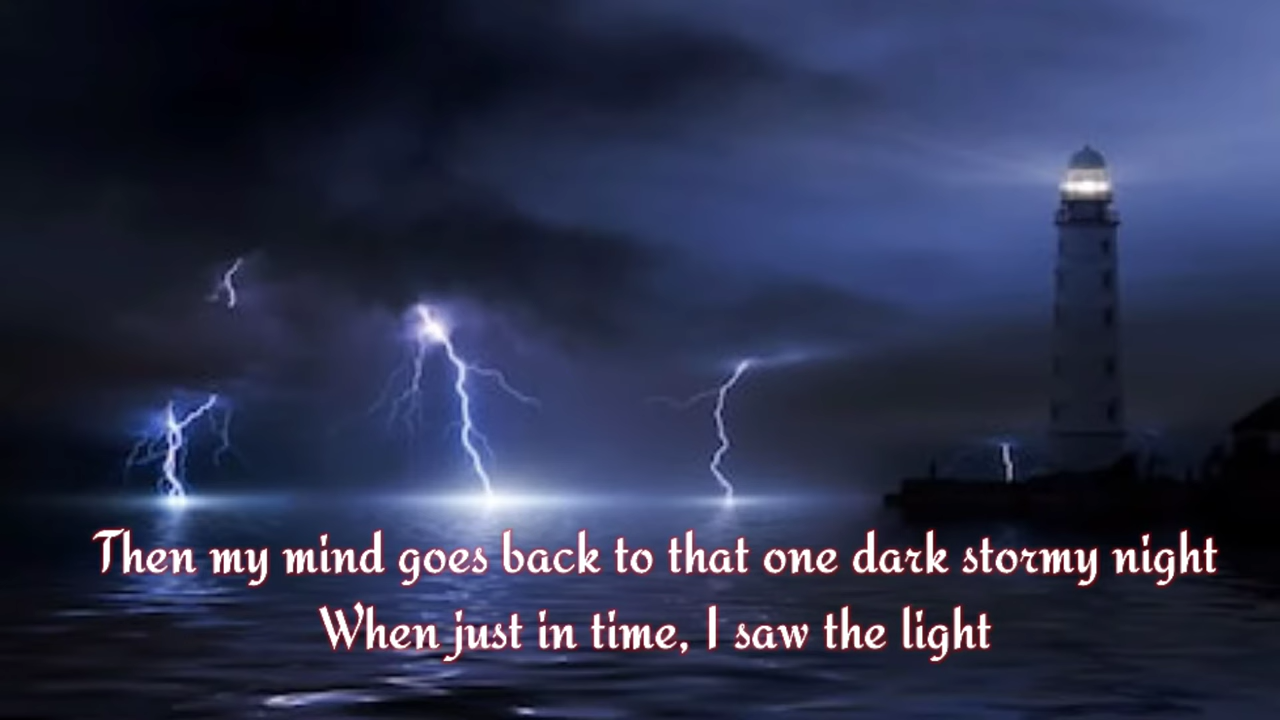 Then my mind goes back to that one dark stormy night
When just in time, I saw the light